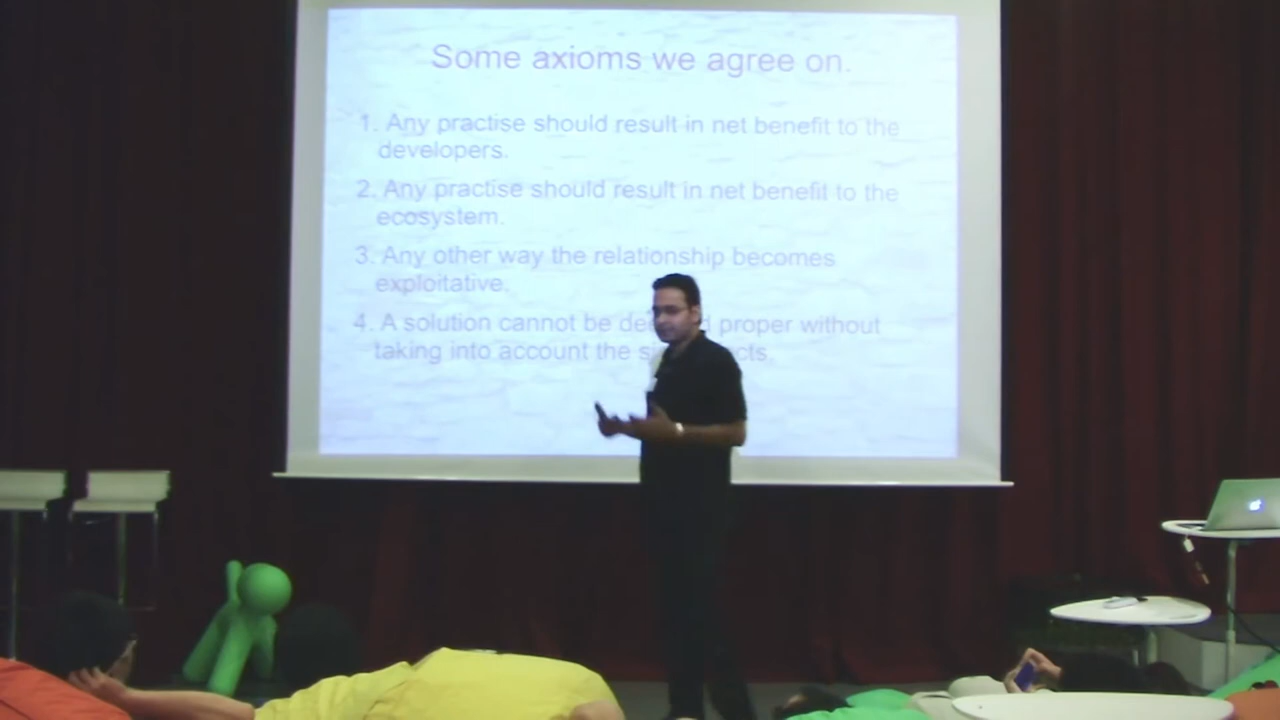 Some axioms we agree on.
1. Any practise should result in net benefit to the
developers.
2. Any practise should result in net benefit to the
ecosystem.
3. Any other way the relationship becomes
exploitative.
4. A solution cannot be proper without
taking into account the